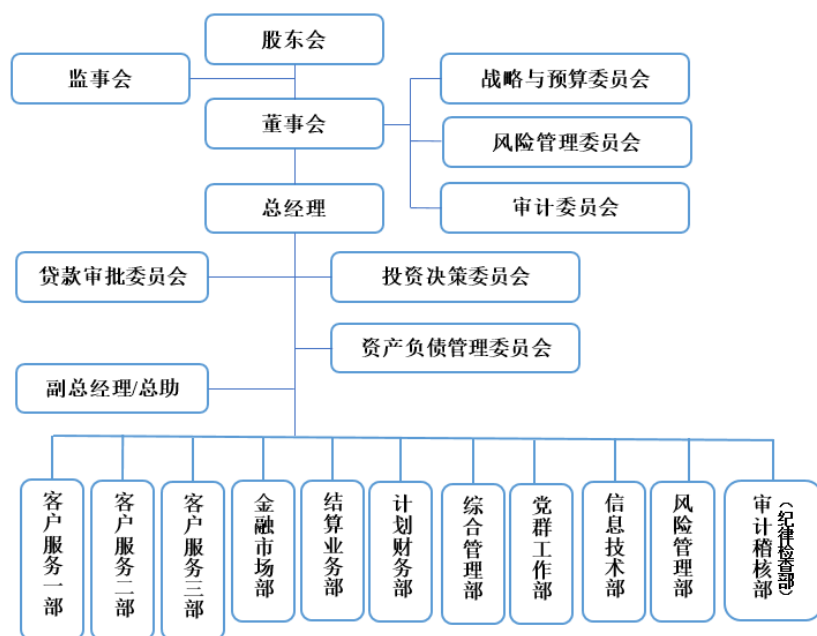 股东会
监事会
战略与预算委员会
董事会
风险管理委员会
总经理
审计委员会
贷款审批委员会
投资决策委员会
资产负债管理委员会
副总经理/总助
客户服务一部
客户服务二部
客户服务三部
金融市场部
结算业务部
计划财务部
综合管理部
党群工作部
信息技术部
风险管理部
审计稽核部
（纪律检查部）